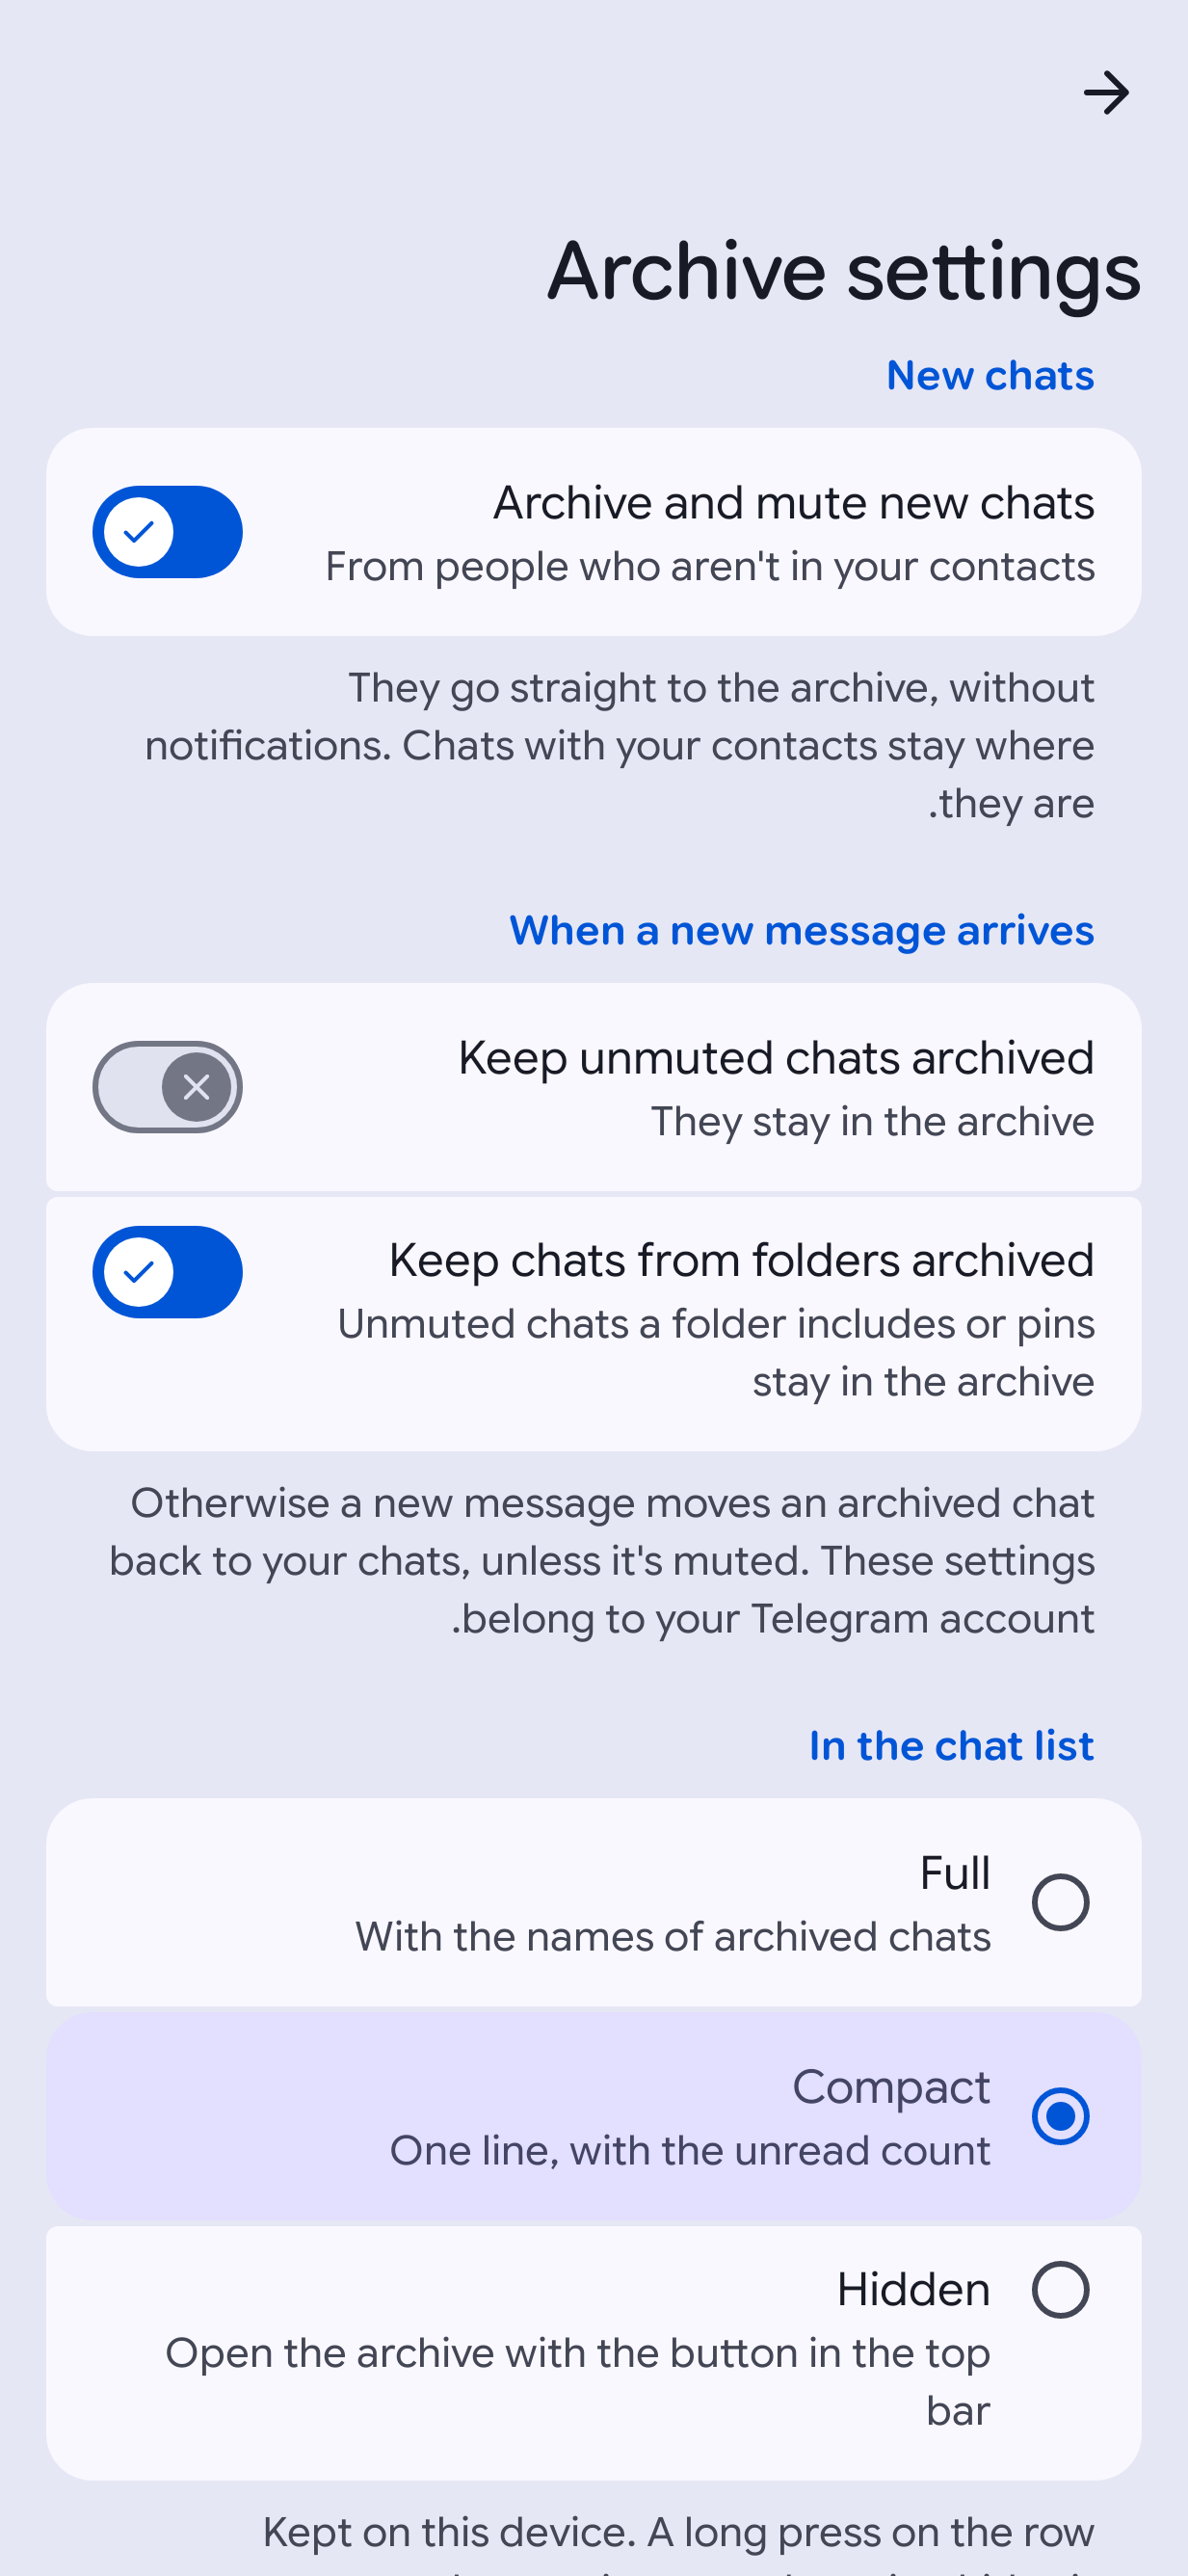 Archive settings
New chats
Archive and mute new chats
From people who aren't in your contacts
They go straight to the archive, without
notifications. Chats with your contacts stay where
.they are
When a new message arrives
Keep unmuted chats archived
They stay in the archive
Keep chats from folders archived
Unmuted chats a folder includes or pins
stay in the archive
Otherwise a new message moves an archived chat
back to your chats, unless it's muted. These settings
.belong to your Telegram account
In the chat list
Full
With the names of archived chats
Compact
One line, with the unread count
Hidden
Open the archive with the button in the top
bar
Kept on this device. A long press on the row